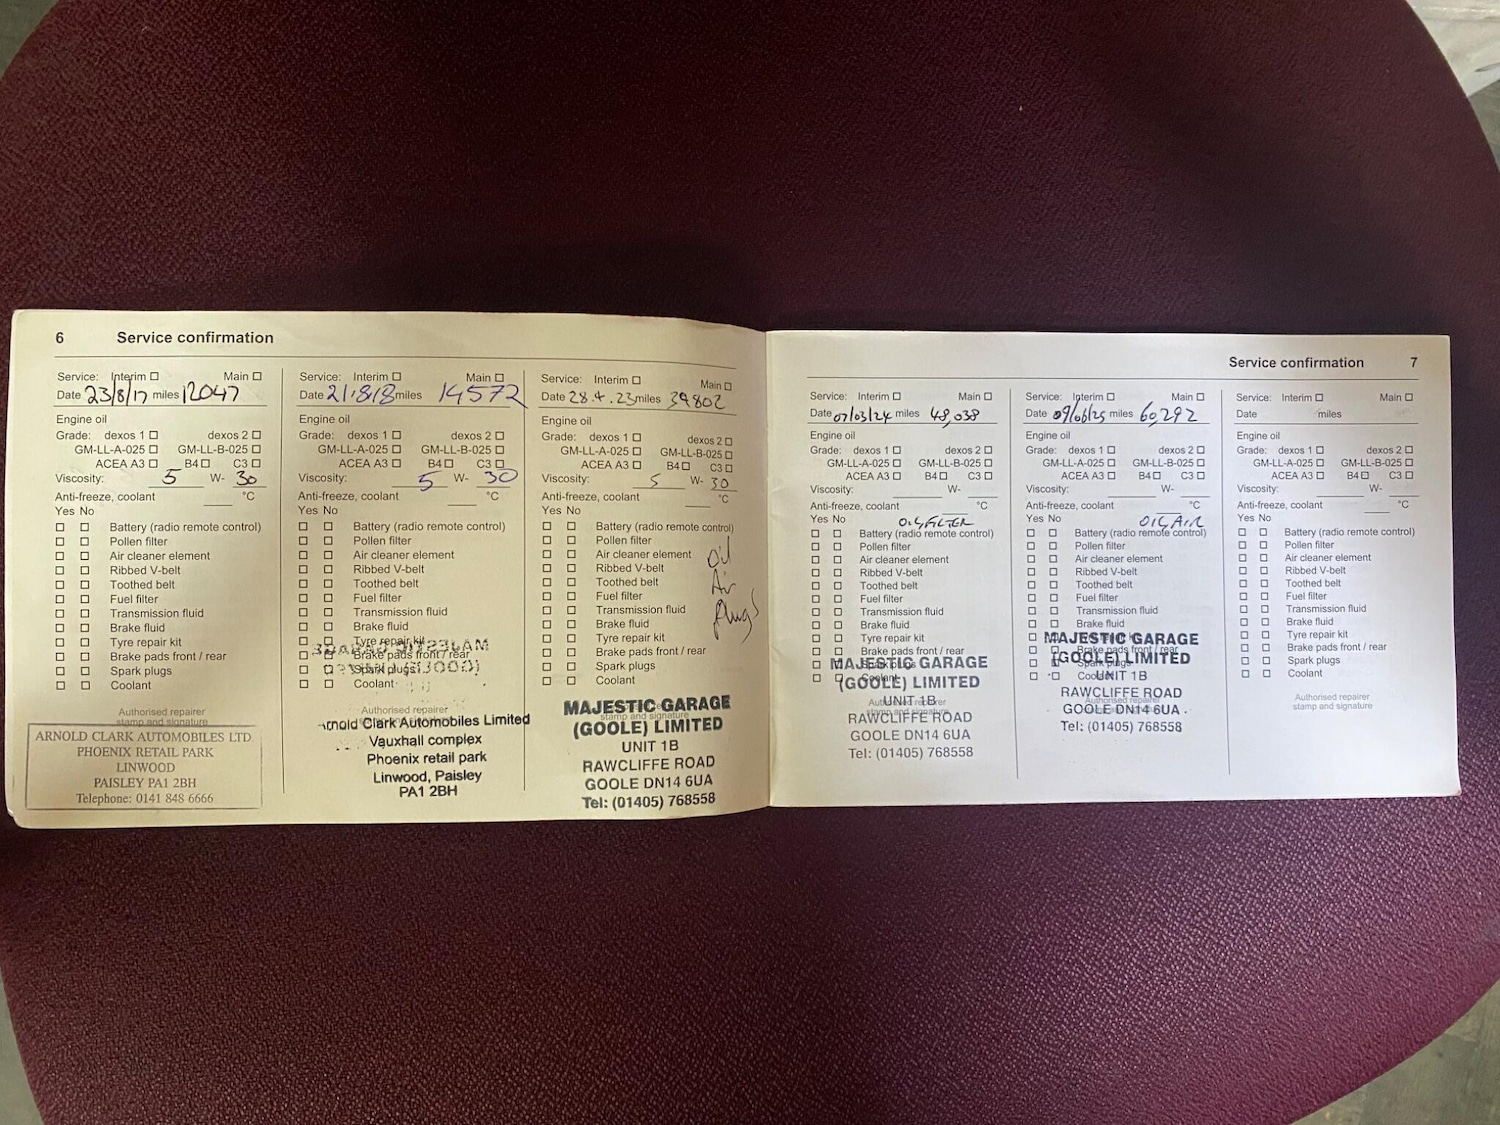 6 Service confirmation
Service: Interim ☐ Main ☐
Date 23/8/17 miles 12047
Engine oil
Grade: dexos 1 ☐ dexos 2 ☐
GM-LL-A-025 ☐ GM-LL-B-025 ☐
ACEA A3 ☐ B4 ☐ C3 ☐
Viscosity: 5 W- 30
Anti-freeze, coolant °C
Yes No
☐ ☐ Battery (radio remote control)
☐ ☐ Pollen filter
☐ ☐ Air cleaner element
☐ ☐ Ribbed V-belt
☐ ☐ Toothed belt
☐ ☐ Fuel filter
☐ ☐ Transmission fluid
☐ ☐ Brake fluid
☐ ☐ Tyre repair kit
☐ ☐ Brake pads front / rear
☐ ☐ Spark plugs
☐ ☐ Coolant
Authorised repairer
stamp and signature
ARNOLD CLARK AUTOMOBILES LTD
PHOENIX RETAIL PARK
LINWOOD
PAISLEY PA1 2BH
Telephone: 0141 848 6666
Service: Interim ☐ Main ☐
Date 21/8/8 miles 14572
Engine oil
Grade: dexos 1 ☐ dexos 2 ☐
GM-LL-A-025 ☐ GM-LL-B-025 ☐
ACEA A3 ☐ B4 ☐ C3 ☐
Viscosity: 5 W- 30
Anti-freeze, coolant °C
Yes No
☐ ☐ Battery (radio remote control)
☐ ☐ Pollen filter
☐ ☐ Air cleaner element
☐ ☐ Ribbed V-belt
☐ ☐ Toothed belt
☐ ☐ Fuel filter
☐ ☐ Transmission fluid
☐ ☐ Brake fluid
☐ ☐ Tyre repair kit
☐ ☐ Brake pads front / rear
☐ ☐ Spark plugs
☐ ☐ Coolant
Authorised repairer
stamp and signature
Arnold Clark Automobiles Limited
Vauxhall complex
Phoenix retail park
Linwood, Paisley
PA1 2BH
Service: Interim ☐ Main ☐
Date 28.4.23 miles 39802
Engine oil
Grade: dexos 1 ☐ dexos 2 ☐
GM-LL-A-025 ☐ GM-LL-B-025 ☐
ACEA A3 ☐ B4 ☐ C3 ☐
Viscosity: 5 W- 30
Anti-freeze, coolant °C
Yes No
☐ ☐ Battery (radio remote control)
☐ ☐ Pollen filter
☐ ☐ Air cleaner element
☐ ☐ Ribbed V-belt
☐ ☐ Toothed belt
☐ ☐ Fuel filter
☐ ☐ Transmission fluid
☐ ☐ Brake fluid
☐ ☐ Tyre repair kit
☐ ☐ Brake pads front / rear
☐ ☐ Spark plugs
☐ ☐ Coolant
Oil
Air
Plugs
stamp and signature
MAJESTIC GARAGE
(GOOLE) LIMITED
UNIT 1B
RAWCLIFFE ROAD
GOOLE DN14 6UA
Tel: (01405) 768558
Service confirmation 7
Service: Interim ☐ Main ☐
Date 07/03/24 miles 48,038
Engine oil
Grade: dexos 1 ☐ dexos 2 ☐
GM-LL-A-025 ☐ GM-LL-B-025 ☐
ACEA A3 ☐ B4 ☐ C3 ☐
Viscosity: W-
Anti-freeze, coolant °C
Yes No OIL FILTER
☐ ☐ Battery (radio remote control)
☐ ☐ Pollen filter
☐ ☐ Air cleaner element
☐ ☐ Ribbed V-belt
☐ ☐ Toothed belt
☐ ☐ Fuel filter
☐ ☐ Transmission fluid
☐ ☐ Brake fluid
☐ ☐ Tyre repair kit
☐ ☐ Brake pads front / rear
☐ ☐ Spark plugs
☐ ☐ Coolant
Authorised repairer
stamp and signature
MAJESTIC GARAGE
(GOOLE) LIMITED
UNIT 1B
RAWCLIFFE ROAD
GOOLE DN14 6UA
Tel: (01405) 768558
Service: Interim ☐ Main ☐
Date 09/06/25 miles 60,292
Engine oil
Grade: dexos 1 ☐ dexos 2 ☐
GM-LL-A-025 ☐ GM-LL-B-025 ☐
ACEA A3 ☐ B4 ☐ C3 ☐
Viscosity: W-
Anti-freeze, coolant °C
Yes No OIL, AIR
☐ ☐ Battery (radio remote control)
☐ ☐ Pollen filter
☐ ☐ Air cleaner element
☐ ☐ Ribbed V-belt
☐ ☐ Toothed belt
☐ ☐ Fuel filter
☐ ☐ Transmission fluid
☐ ☐ Brake fluid
☐ ☐ Brake pads front / rear
☐ ☐ Spark plugs
☐ ☐ Coolant
Authorised repairer
MAJESTIC GARAGE
(GOOLE) LIMITED
UNIT 1B
RAWCLIFFE ROAD
GOOLE DN14 6UA
Tel: (01405) 768558
Service: Interim ☐ Main ☐
Date miles
Engine oil
Grade: dexos 1 ☐ dexos 2 ☐
GM-LL-A-025 ☐ GM-LL-B-025 ☐
ACEA A3 ☐ B4 ☐ C3 ☐
Viscosity: W-
Anti-freeze, coolant °C
Yes No
☐ ☐ Battery (radio remote control)
☐ ☐ Pollen filter
☐ ☐ Air cleaner element
☐ ☐ Ribbed V-belt
☐ ☐ Toothed belt
☐ ☐ Fuel filter
☐ ☐ Transmission fluid
☐ ☐ Brake fluid
☐ ☐ Tyre repair kit
☐ ☐ Brake pads front / rear
☐ ☐ Spark plugs
☐ ☐ Coolant
Authorised repairer
stamp and signature